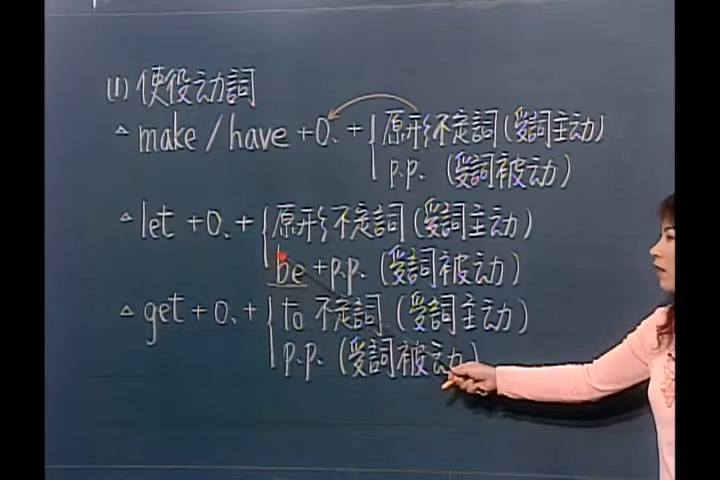 (1) 使役动詞
△ make / have + O. + { 原形不定詞 (受詞主动)
p.p. (受詞被动)
△ let + O. + { 原形不定詞 (受詞主动)
be + p.p. (受詞被动)
△ get + O. + { to 不定詞 (受詞主动)
p.p. (受詞被动)